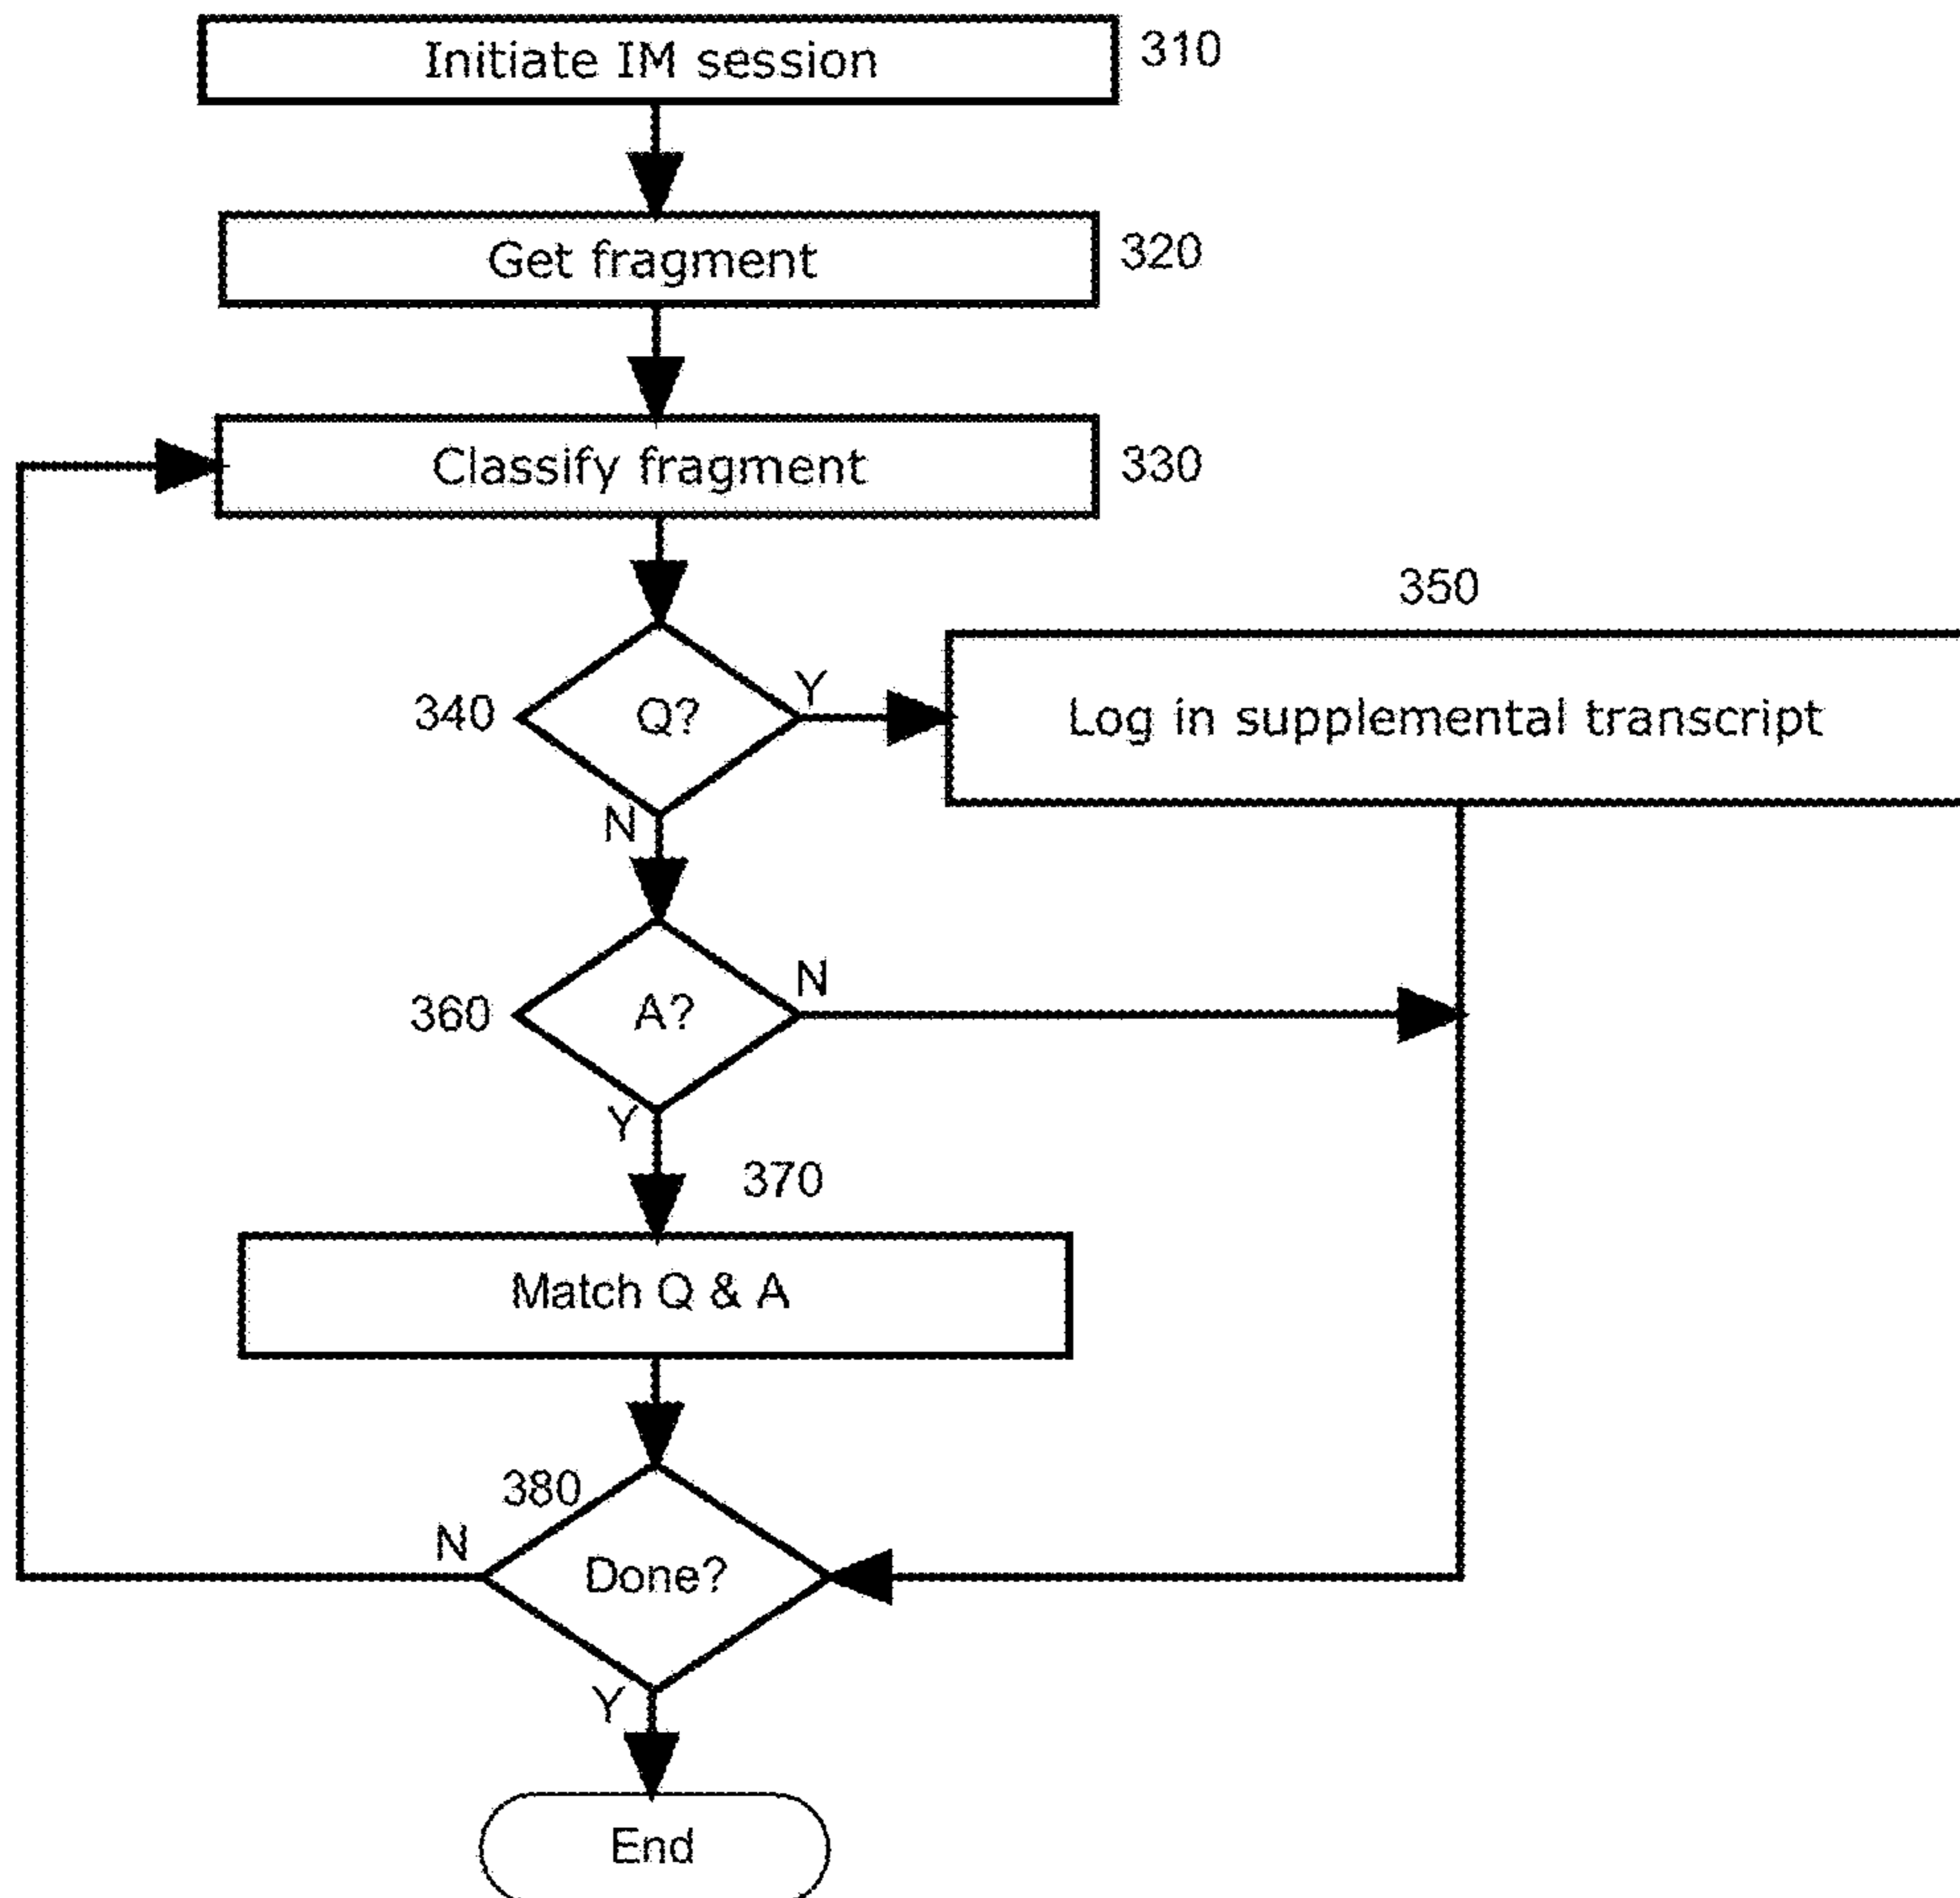 Initiate IM session
310
Get fragment
320
Classify fragment
330
350
340
Q?
Y
Log in supplemental transcript
N
360
A?
N
Y
370
Match Q & A
380
N
Done?
Y
End